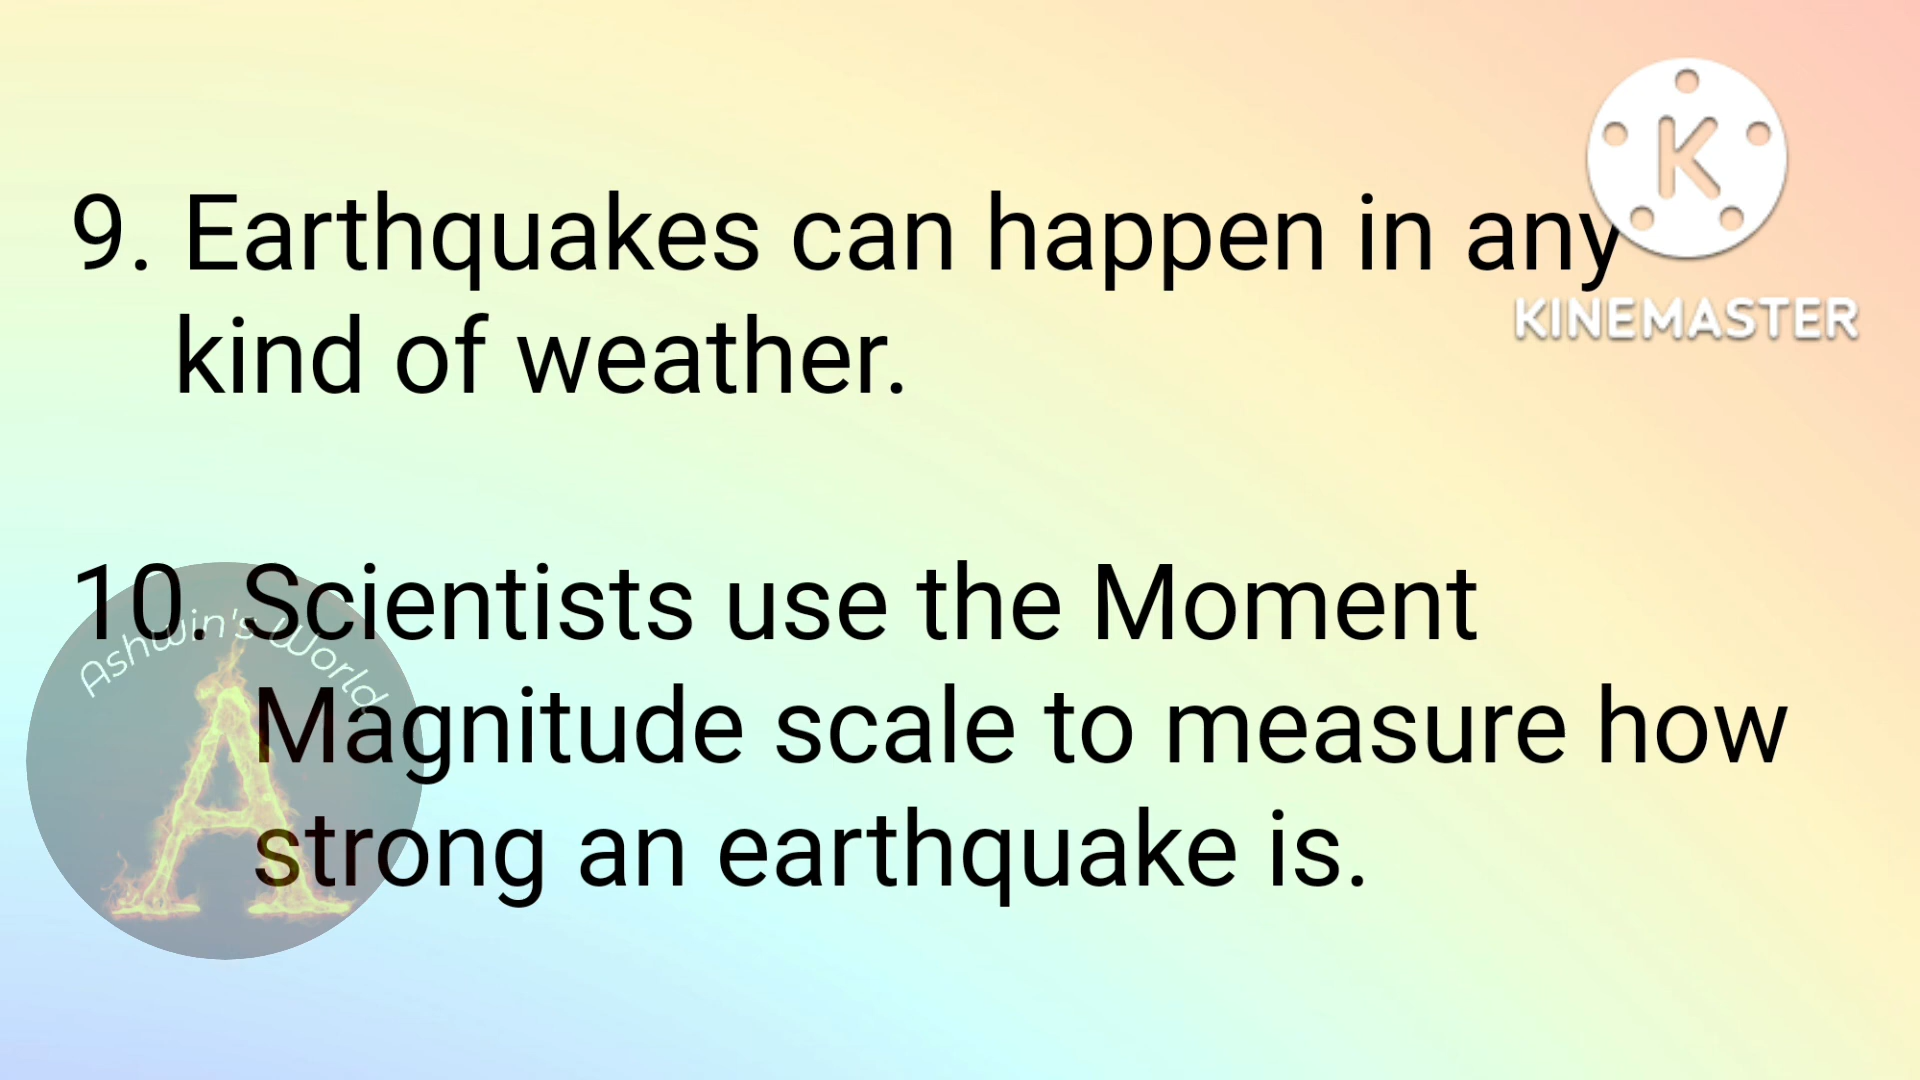 9. Earthquakes can happen in any
kind of weather.
KINEMASTER
10. Scientists use the Moment
Magnitude scale to measure how
strong an earthquake is.
AshWin's World
A